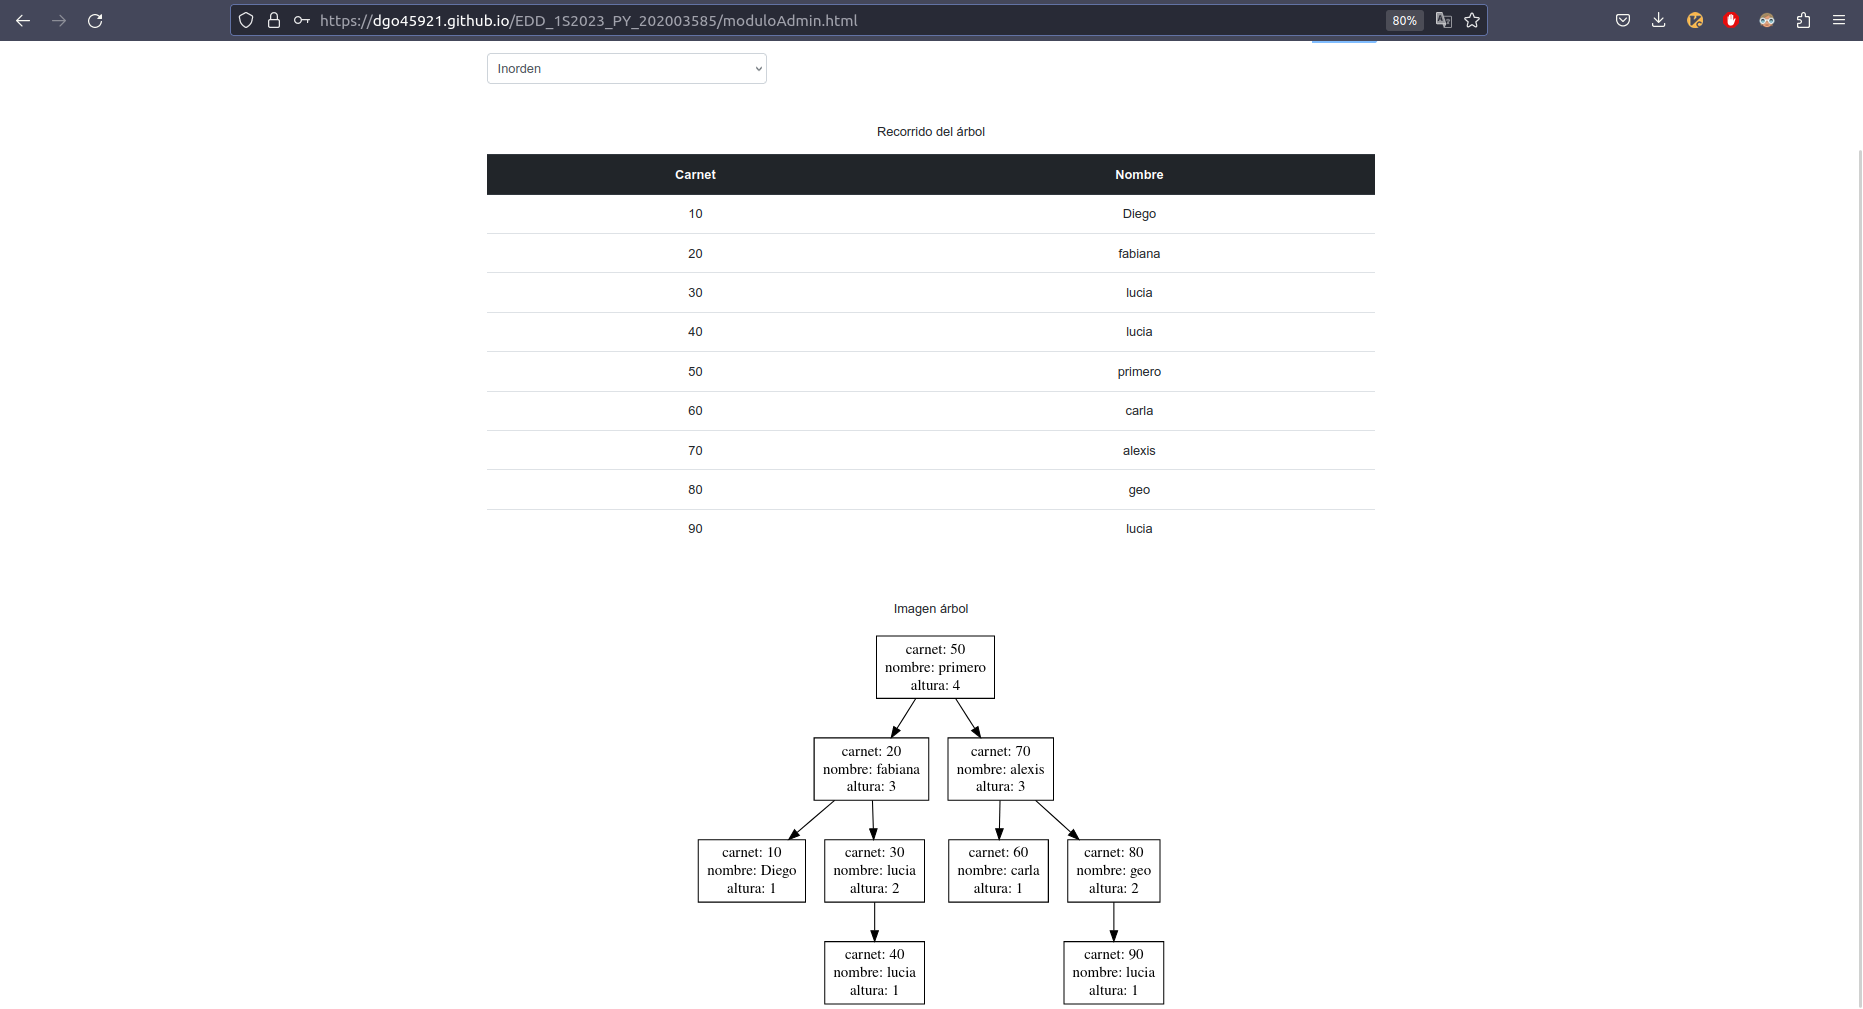 https://dgo45921.github.io/EDD_1S2023_PY_202003585/moduloAdmin.html
80%
Inorden
Recorrido del árbol
Carnet Nombre
10 Diego
20 fabiana
30 lucia
40 lucia
50 primero
60 carla
70 alexis
80 geo
90 lucia
Imagen árbol
carnet: 50
nombre: primero
altura: 4
carnet: 20
nombre: fabiana
altura: 3
carnet: 70
nombre: alexis
altura: 3
carnet: 10
nombre: Diego
altura: 1
carnet: 30
nombre: lucia
altura: 2
carnet: 60
nombre: carla
altura: 1
carnet: 80
nombre: geo
altura: 2
carnet: 40
nombre: lucia
altura: 1
carnet: 90
nombre: lucia
altura: 1